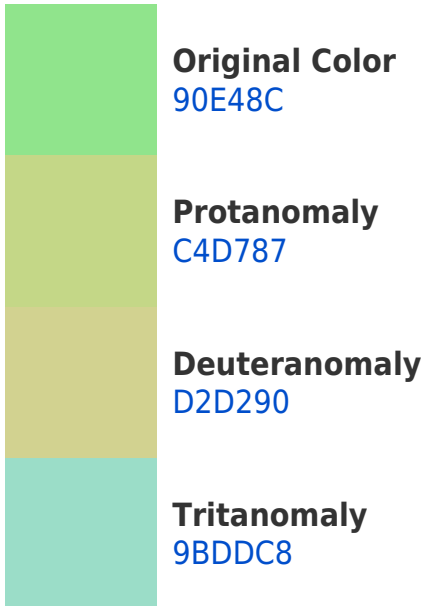 Original Color
90E48C
Protanomaly
C4D787
Deuteranomaly
D2D290
Tritanomaly
9BDDC8